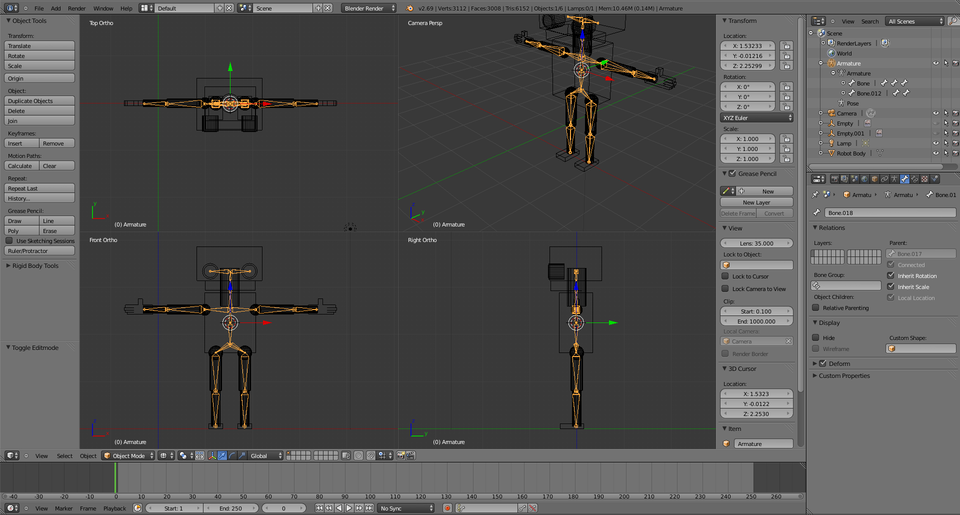 File Add Render Window Help Default Scene Blender Render v2.69 | Verts:3112 | Faces:3008 | Tris:6152 | Objects:1/6 | Lamps:0/1 | Mem:10.46M (0.14M) | Armature
Object Tools
Transform:
Translate
Rotate
Scale
Origin
Object:
Duplicate Objects
Delete
Join
Keyframes:
Insert Remove
Motion Paths:
Calculate Clear
Repeat:
Repeat Last
History...
Grease Pencil:
Draw Line
Poly Erase
Use Sketching Sessions
Ruler/Protractor
Rigid Body Tools
Toggle Editmode
Top Ortho
(0) Armature
Camera Persp
(0) Armature
Front Ortho
(0) Armature
Right Ortho
(0) Armature
Transform
Location:
X: 1.53233
Y: -0.01216
Z: 2.25299
Rotation:
X: 0°
Y: 0°
Z: 0°
XYZ Euler
Scale:
X: 1.000
Y: 1.000
Z: 1.000
Grease Pencil
New
New Layer
Delete Frame Convert
View
Lens: 35.000
Lock to Object:
Lock to Cursor
Lock Camera to View
Clip:
Start: 0.100
End: 1000.000
Local Camera:
Camera
Render Border
3D Cursor
Location:
X: 1.5323
Y: -0.0122
Z: 2.2530
Item
Armature
View Search All Scenes
Scene
RenderLayers
World
Armature
Armature
Bone
Bone.012
Pose
Camera
Empty
Empty.001
Lamp
Robot Body
Armatu Armatu Bone.01
Bone.018
Relations
Layers: Parent:
Bone.017
Connected
Bone Group: Inherit Rotation
Inherit Scale
Object Children: Local Location
Relative Parenting
Display
Hide Custom Shape:
Wireframe
Deform
Custom Properties
View Select Object Object Mode Global
-40 -30 -20 -10 0 10 20 30 40 50 60 70 80 90 100 110 120 130 140 150 160 170 180 190 200 210 220 230 240 250 260
View Marker Frame Playback Start: 1 End: 250 0 No Sync